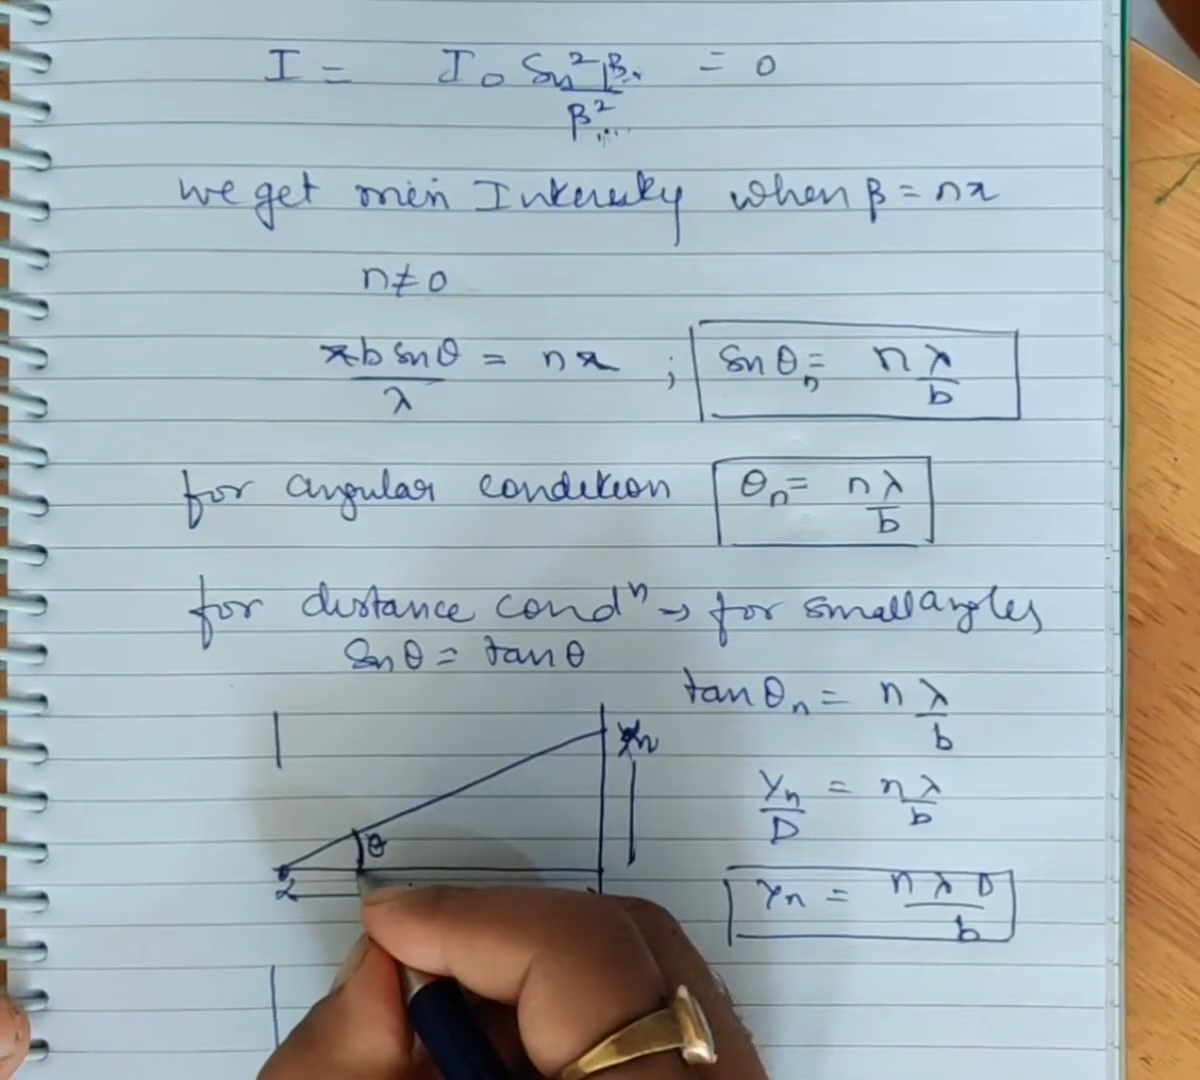 I = I₀ Sin²β / β² = 0
we get min Intensity when β = nπ
n ≠ 0
πb sinθ / λ = nπ ; Sin θₙ = nλ / b
for angular condition θₙ = nλ / b
for distance condⁿ → for small angles
Sin θ = tan θ
tan θₙ = nλ / b
Yₙ / D = nλ / b
θ
Yₙ = nλD / b